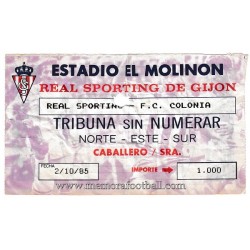 ESTADIO EL MOLINON
REAL SPORTING DE GIJON
REAL SPORTING - F.C. COLONIA
TRIBUNA SIN NUMERAR
NORTE - ESTE - SUR
CABALLERO / SRA.
FECHA
2/10/85
IMPORTE
1.000
www.memorafootball.com